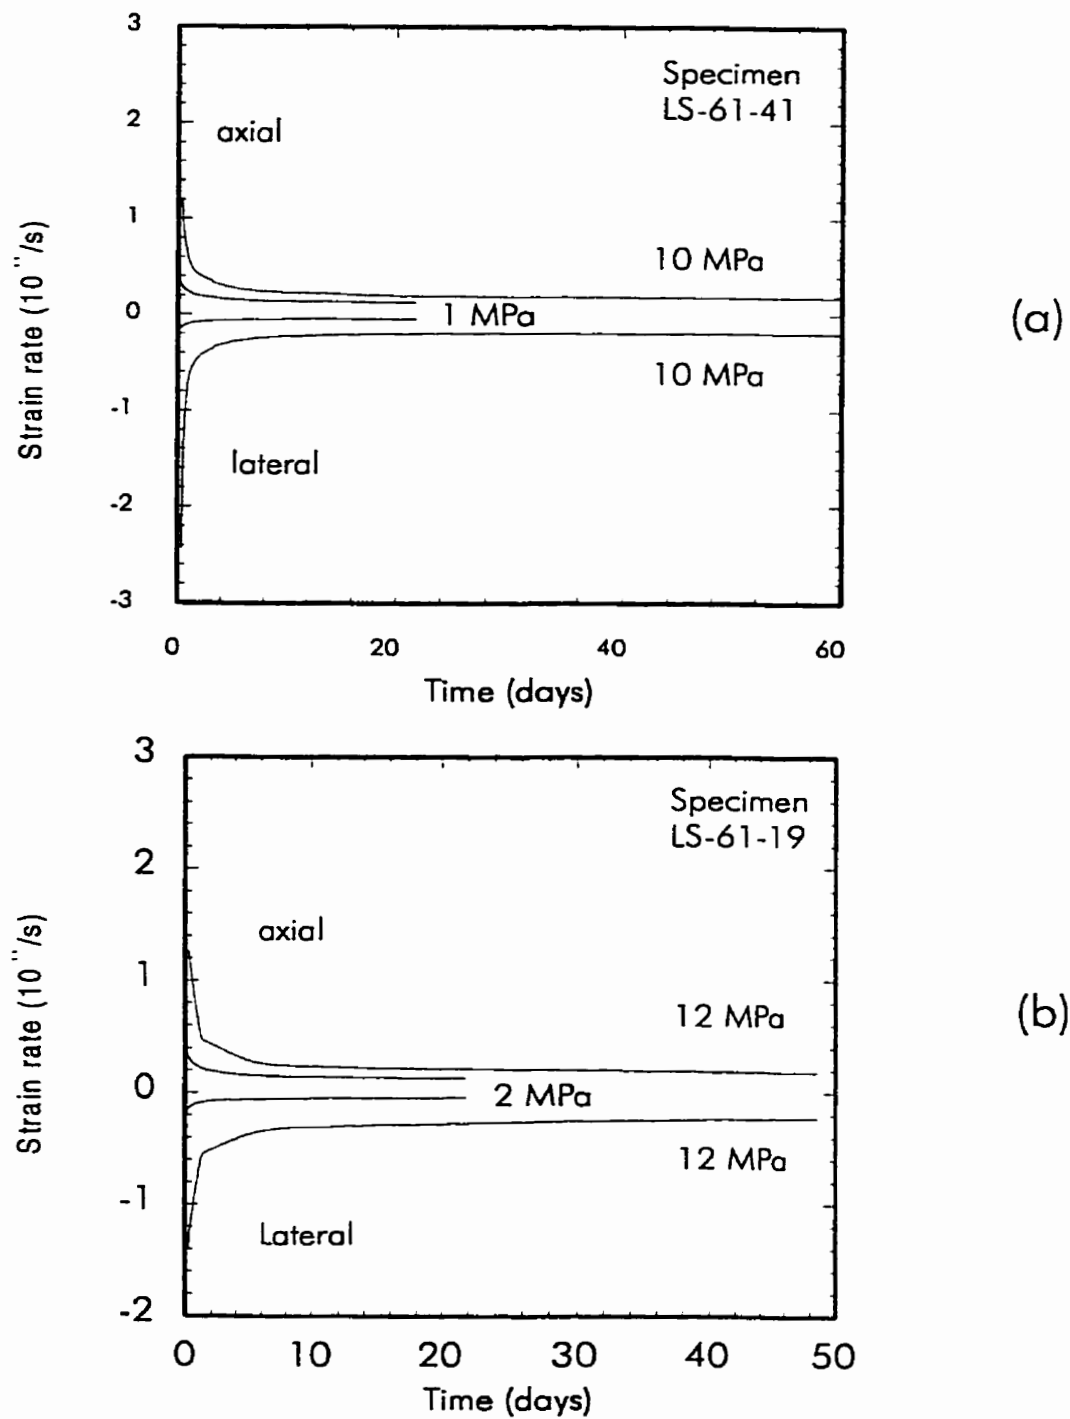 3
2
1
0
-1
-2
-3
Strain rate (10¨/s)
axial
Specimen
LS-61-41
10 MPa
1 MPa
10 MPa
lateral
0 20 40 60
Time (days)
(a)
3
2
1
0
-1
-2
Strain rate (10¨/s)
axial
Specimen
LS-61-19
12 MPa
2 MPa
12 MPa
Lateral
0 10 20 30 40 50
Time (days)
(b)